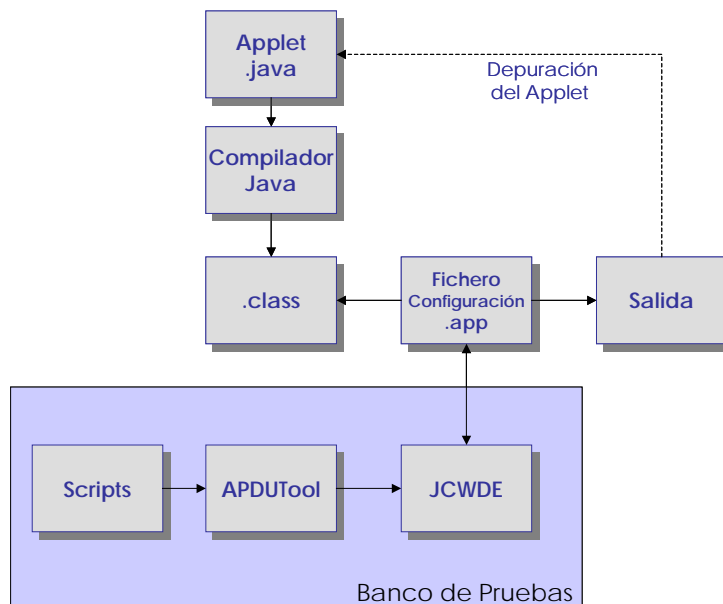 Applet
.java
Depuración
del Applet
Compilador
Java
.class
Fichero
Configuración
.app
Salida
Scripts
APDUTool
JCWDE
Banco de Pruebas